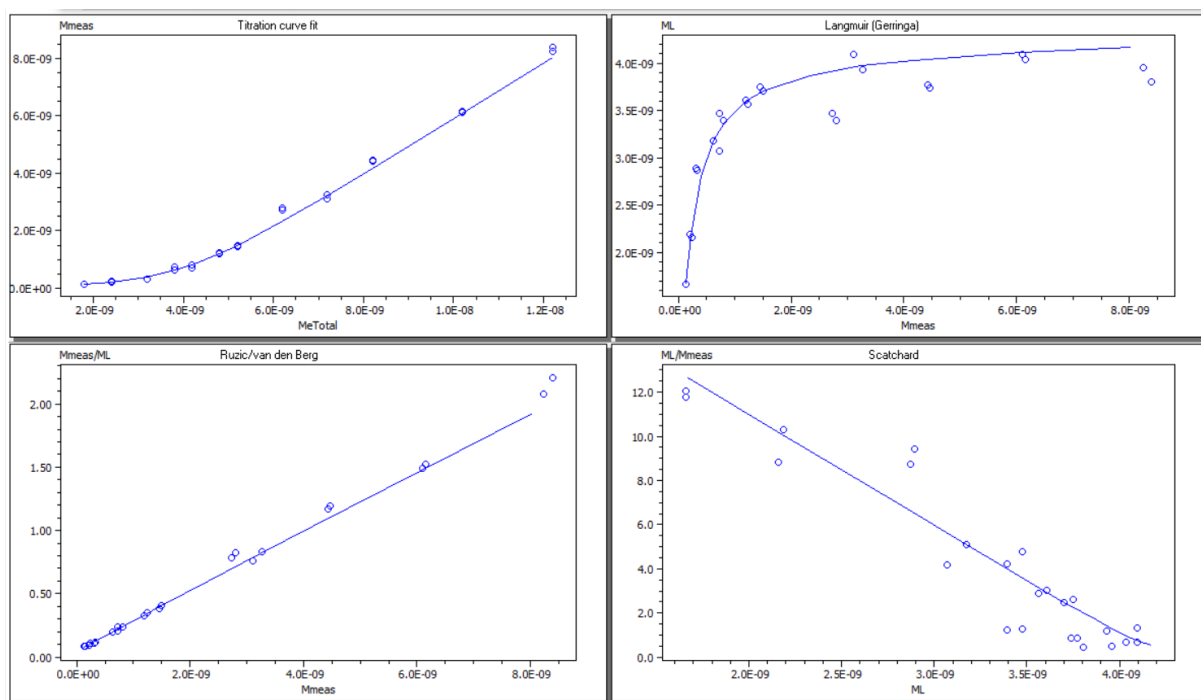 Mmeas Titration curve fit
8.0E-09
6.0E-09
4.0E-09
2.0E-09
0.0E+00
2.0E-09 4.0E-09 6.0E-09 8.0E-09 1.0E-08 1.2E-08
MeTotal
ML Langmuir (Gerringa)
4.0E-09
3.5E-09
3.0E-09
2.5E-09
2.0E-09
0.0E+00 2.0E-09 4.0E-09 6.0E-09 8.0E-09
Mmeas
Mmeas/ML Ruzic/van den Berg
2.00
1.50
1.00
0.50
0.00
0.0E+00 2.0E-09 4.0E-09 6.0E-09 8.0E-09
Mmeas
ML/Mmeas Scatchard
12.0
10.0
8.0
6.0
4.0
2.0
0.0
2.0E-09 2.5E-09 3.0E-09 3.5E-09 4.0E-09
ML